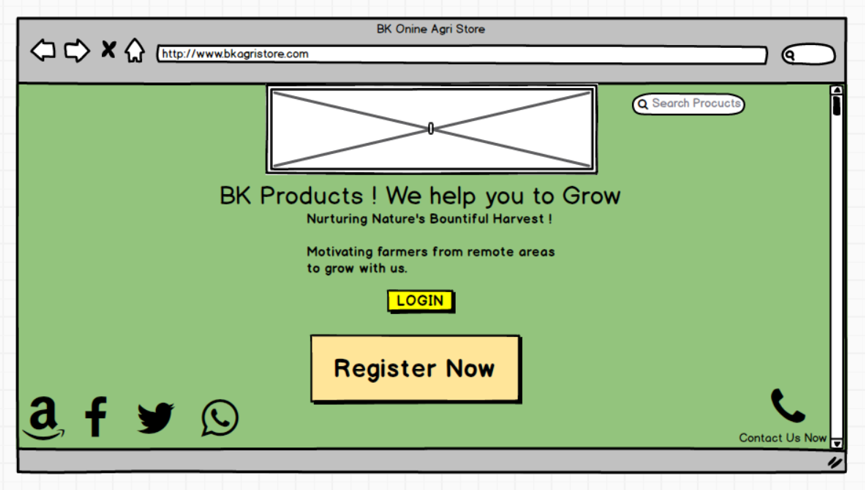 BK Onine Agri Store
http://www.bkagristore.com
Search Procucts
BK Products ! We help you to Grow
Nurturing Nature's Bountiful Harvest !
Motivating farmers from remote areas
to grow with us.
LOGIN
Register Now
Contact Us Now